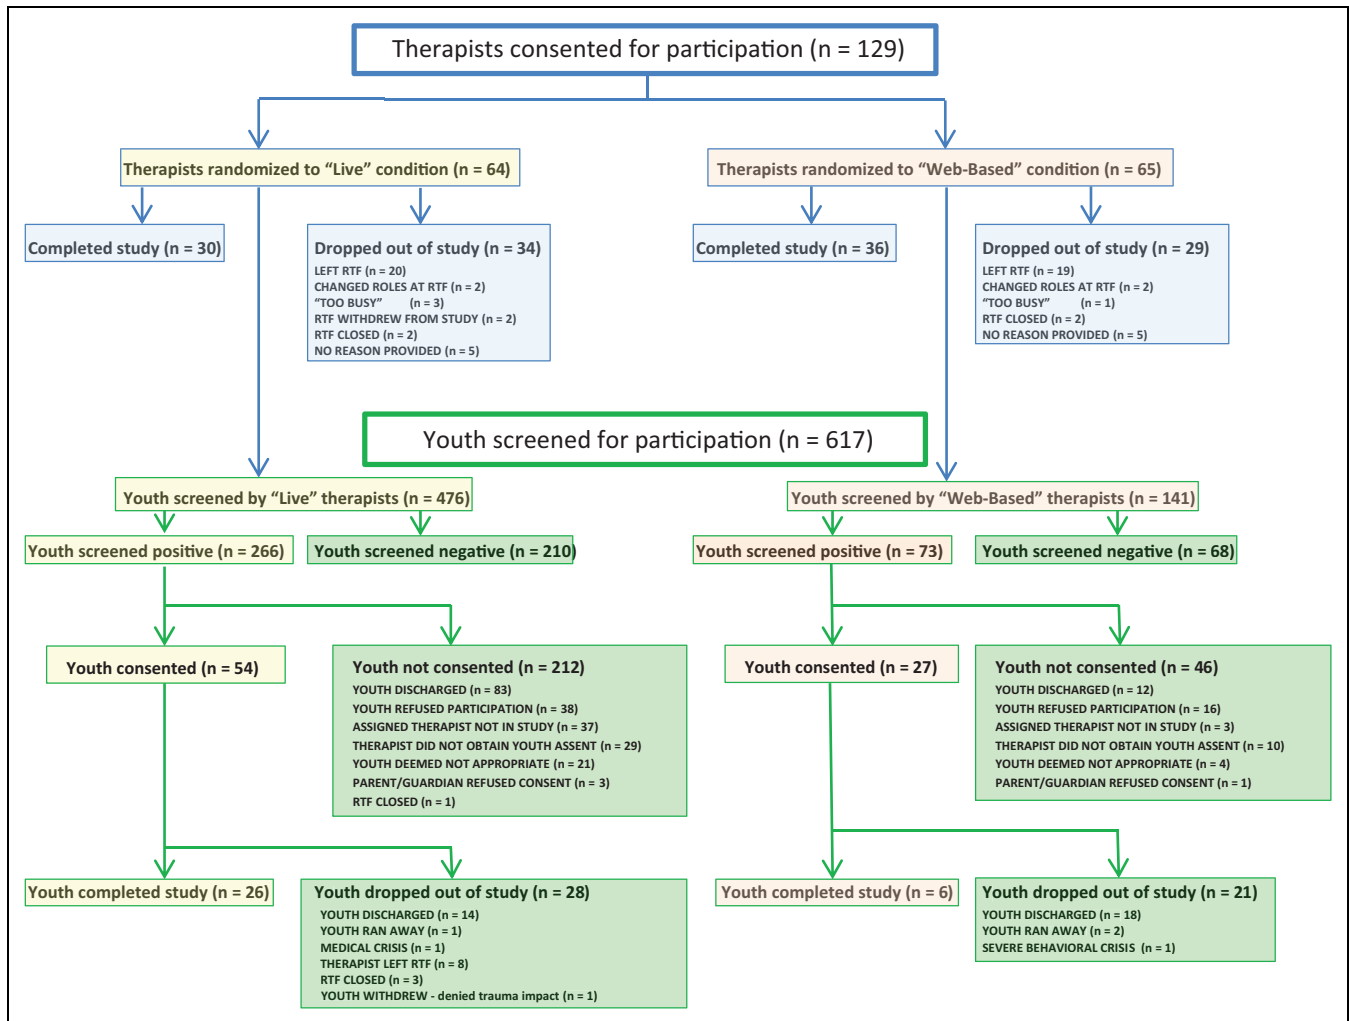 Therapists consented for participation (n = 129)
Therapists randomized to “Live” condition (n = 64)
Therapists randomized to “Web-Based” condition (n = 65)
Completed study (n = 30)
Dropped out of study (n = 34)
LEFT RTF (n = 20)
CHANGED ROLES AT RTF (n = 2)
“TOO BUSY” (n = 3)
RTF WITHDREW FROM STUDY (n = 2)
RTF CLOSED (n = 2)
NO REASON PROVIDED (n = 5)
Completed study (n = 36)
Dropped out of study (n = 29)
LEFT RTF (n = 19)
CHANGED ROLES AT RTF (n = 2)
“TOO BUSY” (n = 1)
RTF CLOSED (n = 2)
NO REASON PROVIDED (n = 5)
Youth screened for participation (n = 617)
Youth screened by “Live” therapists (n = 476)
Youth screened by “Web-Based” therapists (n = 141)
Youth screened positive (n = 266)
Youth screened negative (n = 210)
Youth screened positive (n = 73)
Youth screened negative (n = 68)
Youth consented (n = 54)
Youth not consented (n = 212)
YOUTH DISCHARGED (n = 83)
YOUTH REFUSED PARTICIPATION (n = 38)
ASSIGNED THERAPIST NOT IN STUDY (n = 37)
THERAPIST DID NOT OBTAIN YOUTH ASSENT (n = 29)
YOUTH DEEMED NOT APPROPRIATE (n = 21)
PARENT/GUARDIAN REFUSED CONSENT (n = 3)
RTF CLOSED (n = 1)
Youth consented (n = 27)
Youth not consented (n = 46)
YOUTH DISCHARGED (n = 12)
YOUTH REFUSED PARTICIPATION (n = 16)
ASSIGNED THERAPIST NOT IN STUDY (n = 3)
THERAPIST DID NOT OBTAIN YOUTH ASSENT (n = 10)
YOUTH DEEMED NOT APPROPRIATE (n = 4)
PARENT/GUARDIAN REFUSED CONSENT (n = 1)
Youth completed study (n = 26)
Youth dropped out of study (n = 28)
YOUTH DISCHARGED (n = 14)
YOUTH RAN AWAY (n = 1)
MEDICAL CRISIS (n = 1)
THERAPIST LEFT RTF (n = 8)
RTF CLOSED (n = 3)
YOUTH WITHDREW - denied trauma impact (n = 1)
Youth completed study (n = 6)
Youth dropped out of study (n = 21)
YOUTH DISCHARGED (n = 18)
YOUTH RAN AWAY (n = 2)
SEVERE BEHAVIORAL CRISIS (n = 1)